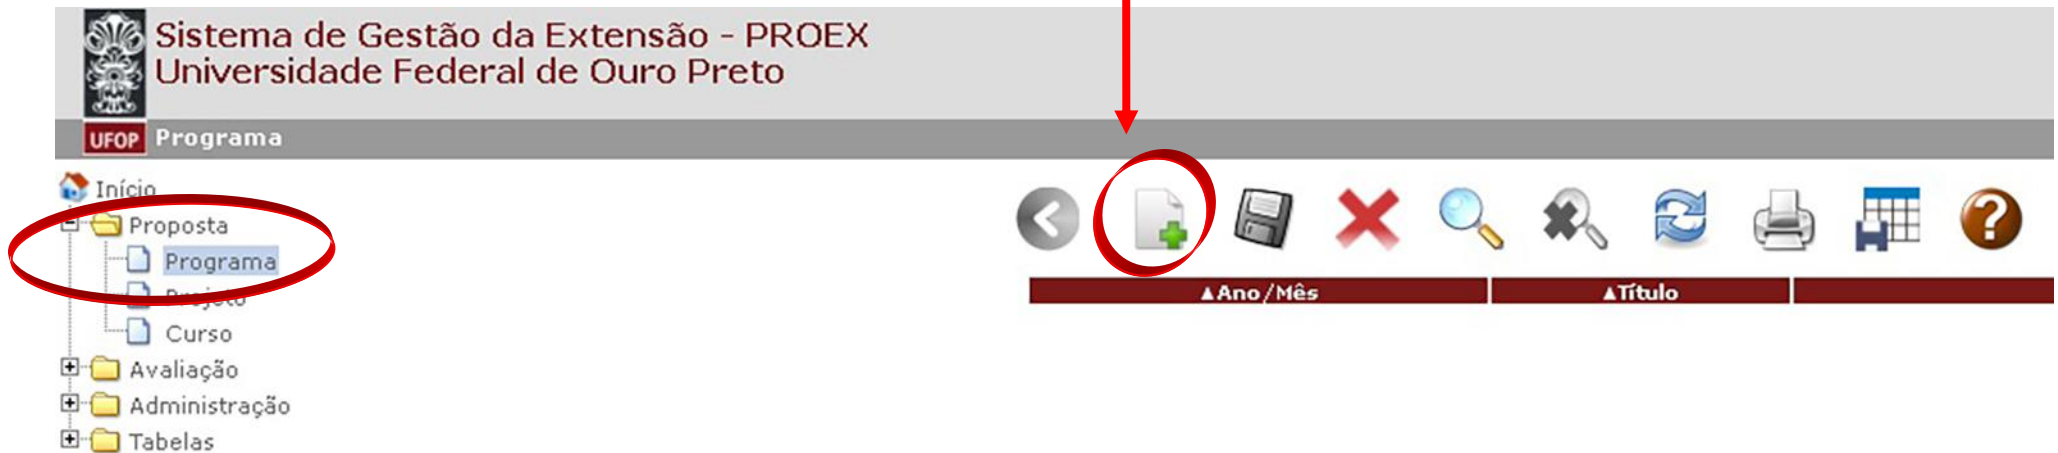 Sistema de Gestão da Extensão - PROEX
Universidade Federal de Ouro Preto
UFOP Programa
Início
Proposta
Programa
Projeto
Curso
Avaliação
Administração
Tabelas
▲Ano/Mês ▲Título